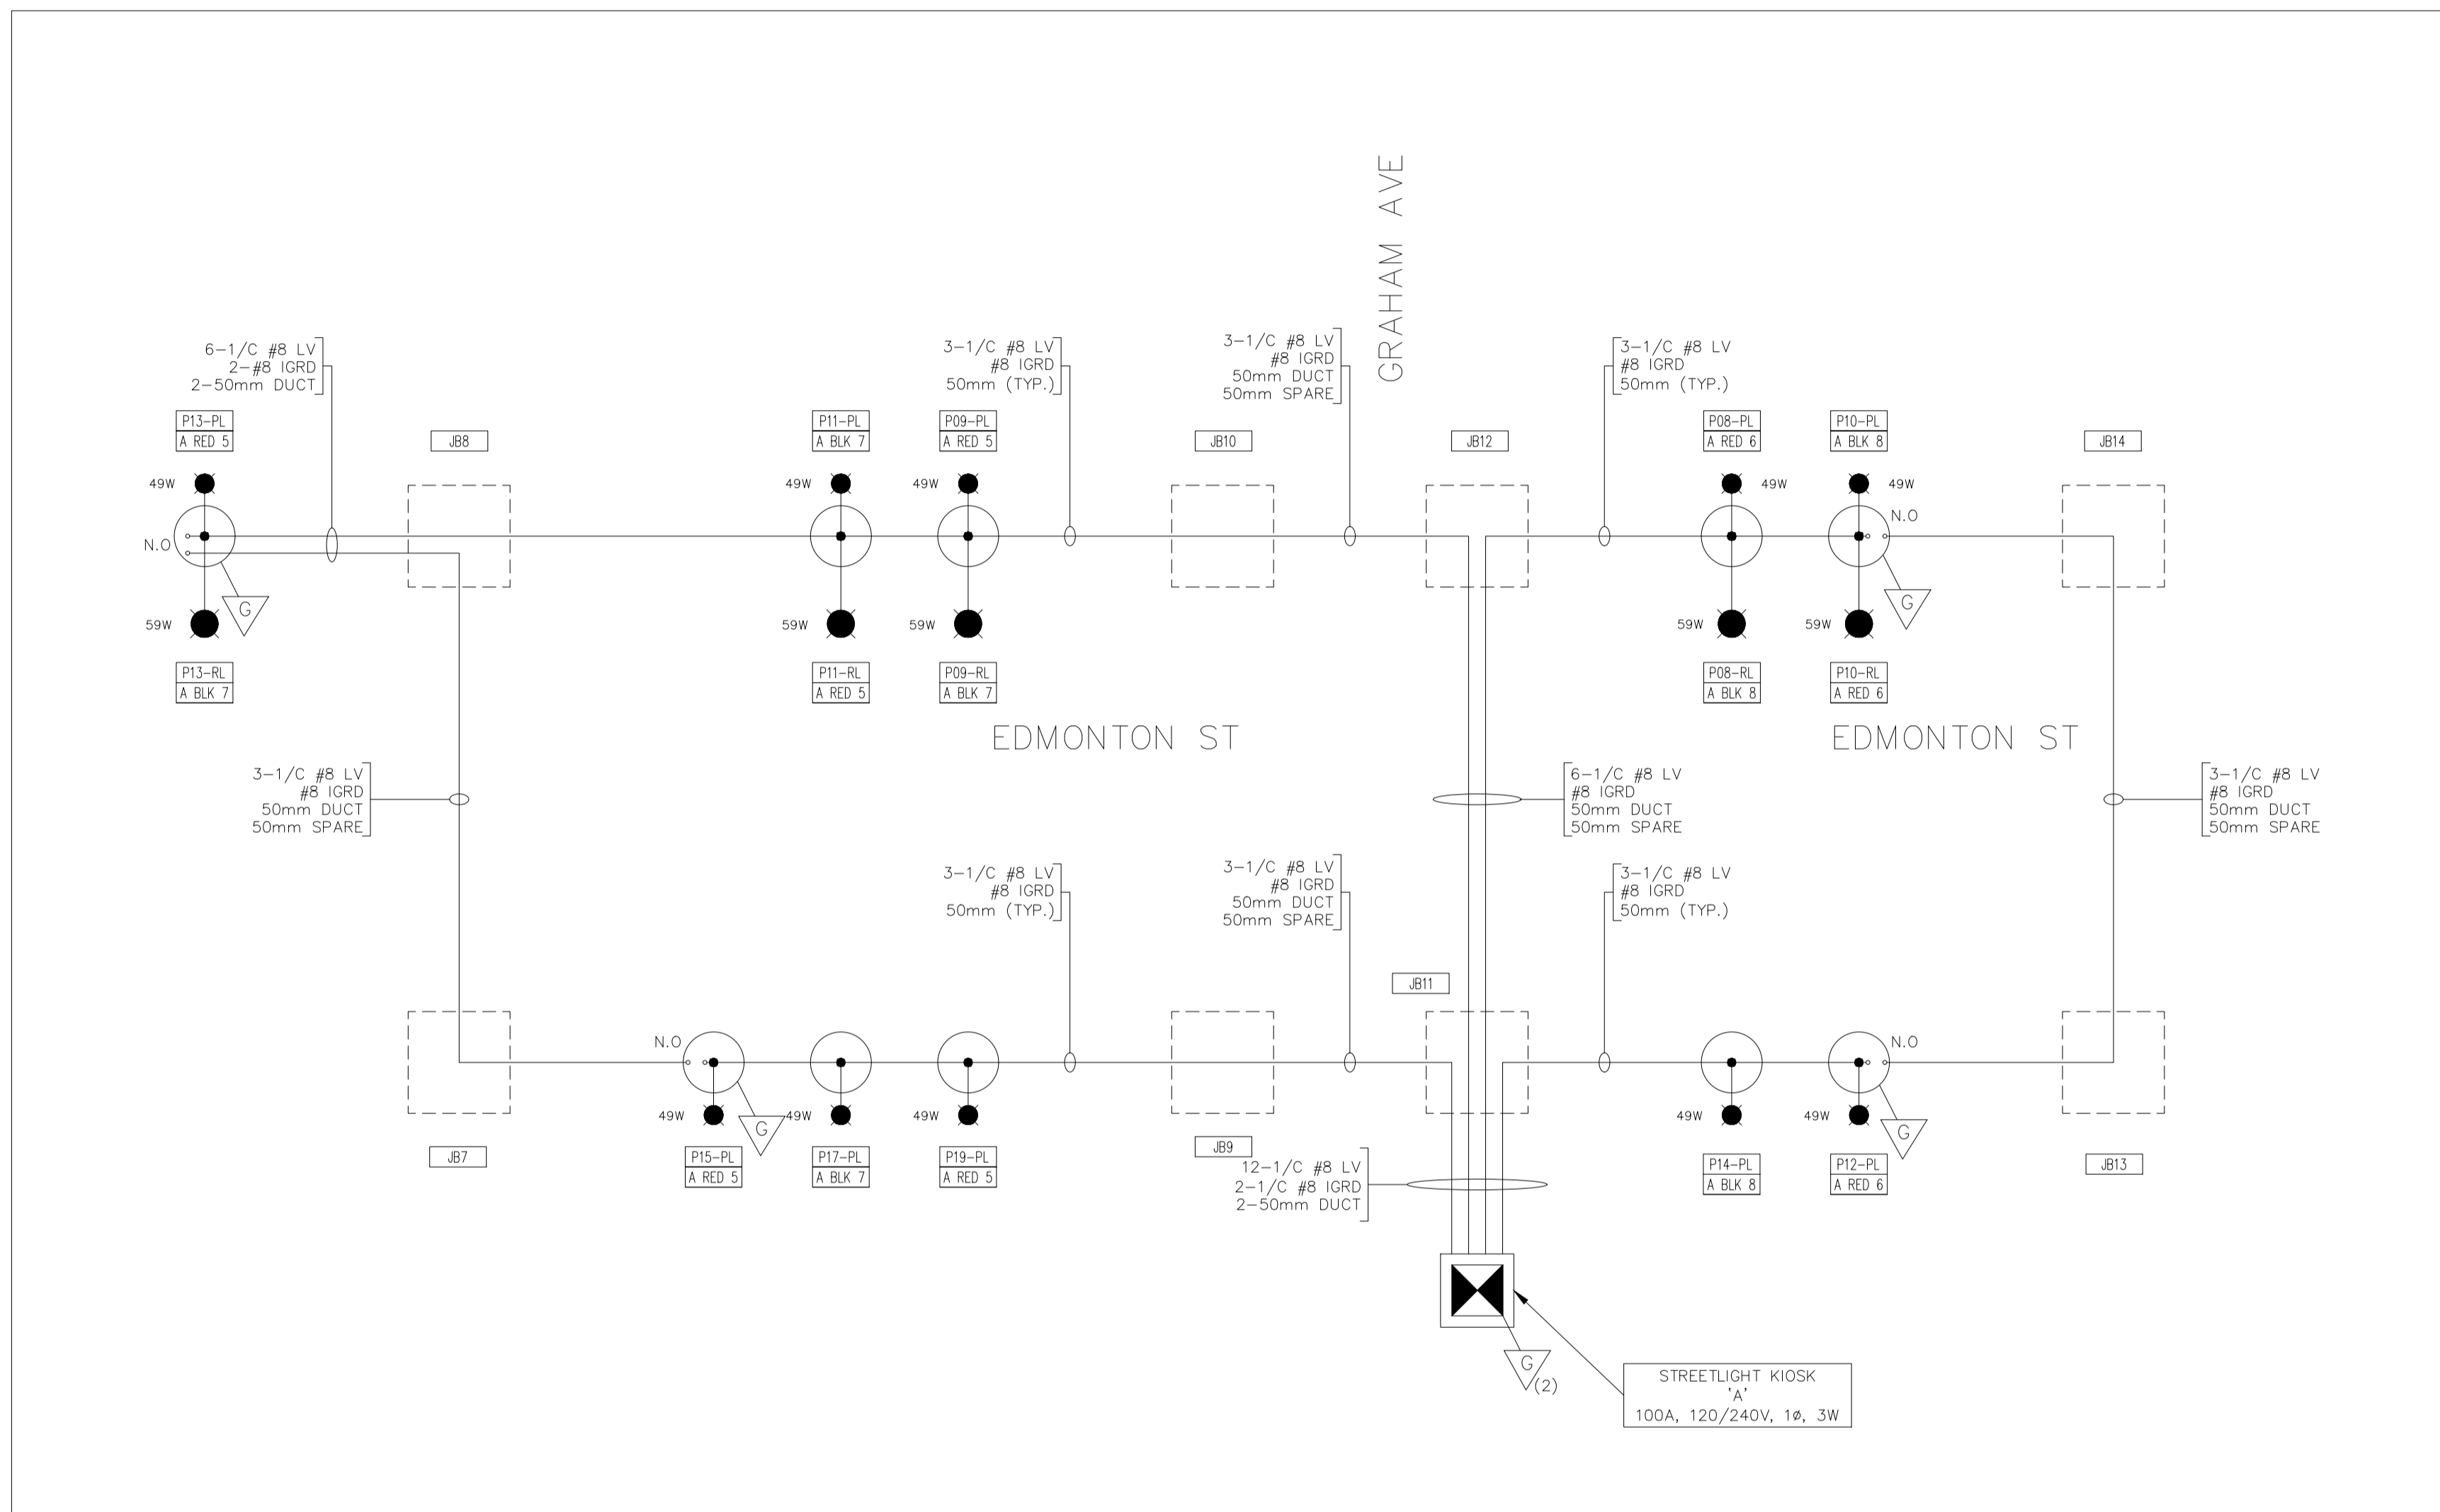 GRAHAM AVE
6-1/C #8 LV
2-#8 IGRD
2-50mm DUCT
3-1/C #8 LV
#8 IGRD
50mm (TYP.)
3-1/C #8 LV
#8 IGRD
50mm DUCT
50mm SPARE
3-1/C #8 LV
#8 IGRD
50mm (TYP.)
P13-PL
A RED 5
JB8
P11-PL
A BLK 7
P09-PL
A RED 5
JB10
JB12
P08-PL
A RED 6
P10-PL
A BLK 8
JB14
49W
49W
49W
49W
49W
N.O
N.O
G
G
59W
59W
59W
59W
59W
P13-RL
A BLK 7
P11-RL
A RED 5
P09-RL
A BLK 7
P08-RL
A BLK 8
P10-RL
A RED 6
EDMONTON ST
EDMONTON ST
3-1/C #8 LV
#8 IGRD
50mm DUCT
50mm SPARE
6-1/C #8 LV
#8 IGRD
50mm DUCT
50mm SPARE
3-1/C #8 LV
#8 IGRD
50mm DUCT
50mm SPARE
3-1/C #8 LV
#8 IGRD
50mm (TYP.)
3-1/C #8 LV
#8 IGRD
50mm DUCT
50mm SPARE
3-1/C #8 LV
#8 IGRD
50mm (TYP.)
JB11
N.O
N.O
49W
G
49W
49W
49W
49W
G
JB7
P15-PL
A RED 5
P17-PL
A BLK 7
P19-PL
A RED 5
JB9
P14-PL
A BLK 8
P12-PL
A RED 6
JB13
12-1/C #8 LV
2-1/C #8 IGRD
2-50mm DUCT
G
(2)
STREETLIGHT KIOSK
'A'
100A, 120/240V, 1ø, 3W